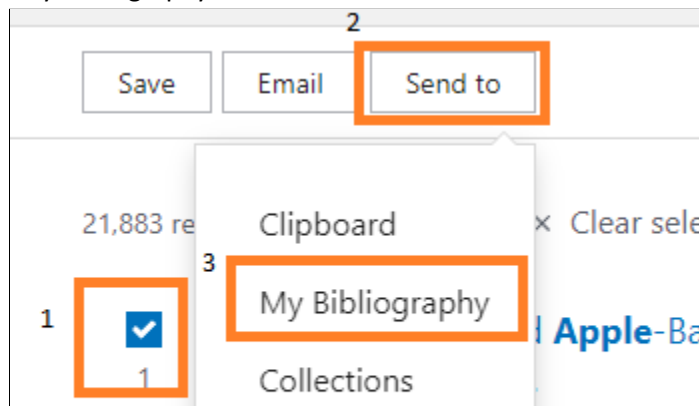 2
Save Email Send to
21,883 re Clipboard × Clear sele
3
My Bibliography
1 Apple-Ba
1 Collections